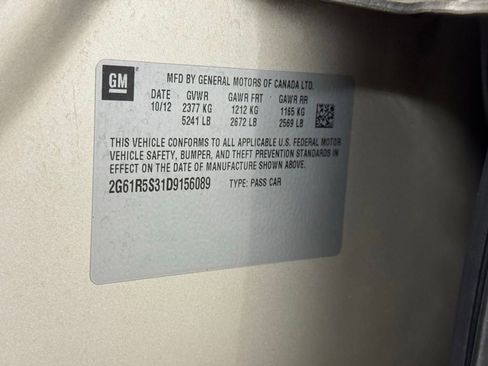 GM
MFD BY GENERAL MOTORS OF CANADA LTD.
DATE GVWR GAWR FRT GAWR RR
10/12 2377 KG 1212 KG 1165 KG
5241 LB 2672 LB 2569 LB
THIS VEHICLE CONFORMS TO ALL APPLICABLE U.S. FEDERAL MOTOR
VEHICLE SAFETY, BUMPER, AND THEFT PREVENTION STANDARDS IN
EFFECT ON THE DATE OF MANUFACTURE SHOWN ABOVE.
2G61R5S31D9156089 TYPE: PASS CAR